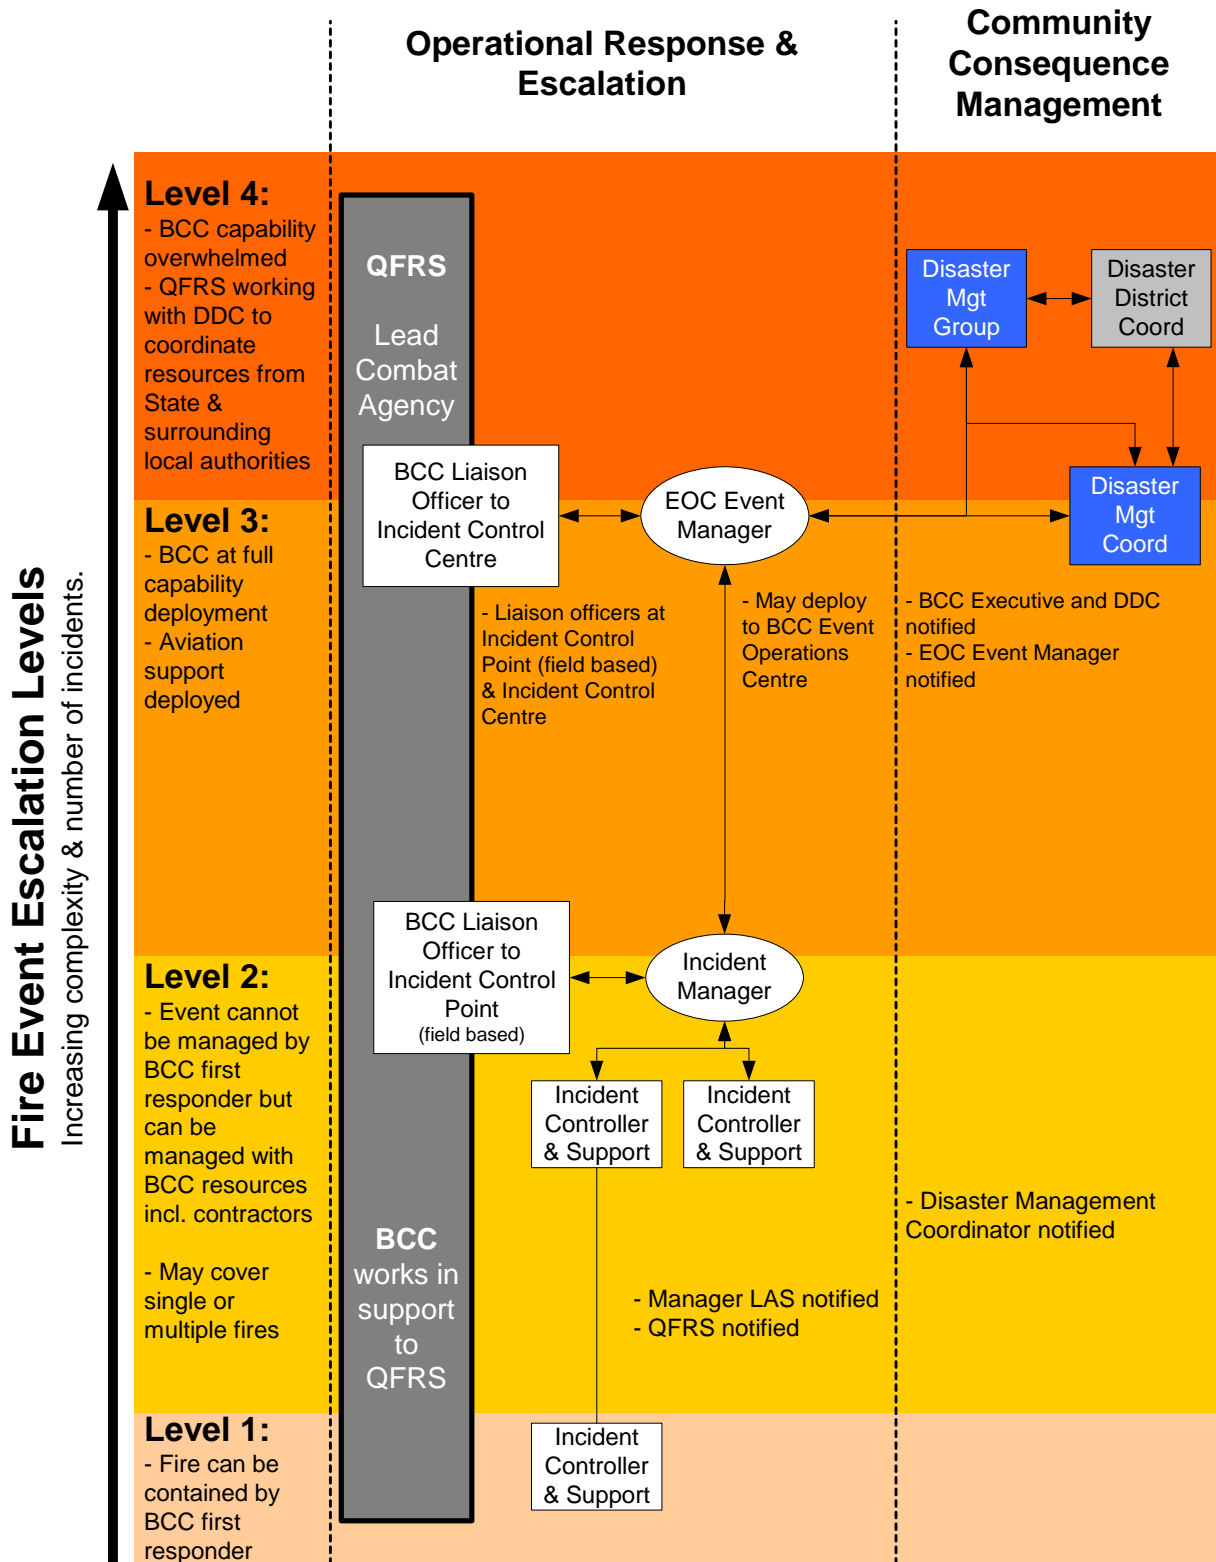 Operational Response &
Escalation
Community
Consequence
Management
Fire Event Escalation Levels
Increasing complexity & number of incidents.
Level 4:
- BCC capability
overwhelmed
- QFRS working
with DDC to
coordinate
resources from
State &
surrounding
local authorities
QFRS
Lead
Combat
Agency
Disaster
Mgt
Group
Disaster
District
Coord
BCC Liaison
Officer to
Incident Control
Centre
EOC Event
Manager
Disaster
Mgt
Coord
Level 3:
- BCC at full
capability
deployment
- Aviation
support
deployed
- Liaison officers at
Incident Control
Point (field based)
& Incident Control
Centre
- May deploy
to BCC Event
Operations
Centre
- BCC Executive and DDC
notified
- EOC Event Manager
notified
BCC Liaison
Officer to
Incident Control
Point
(field based)
Incident
Manager
Level 2:
- Event cannot
be managed by
BCC first
responder but
can be
managed with
BCC resources
incl. contractors
- May cover
single or
multiple fires
Incident
Controller
& Support
Incident
Controller
& Support
BCC
works in
support
to
QFRS
- Manager LAS notified
- QFRS notified
- Disaster Management
Coordinator notified
Level 1:
- Fire can be
contained by
BCC first
responder
Incident
Controller
& Support